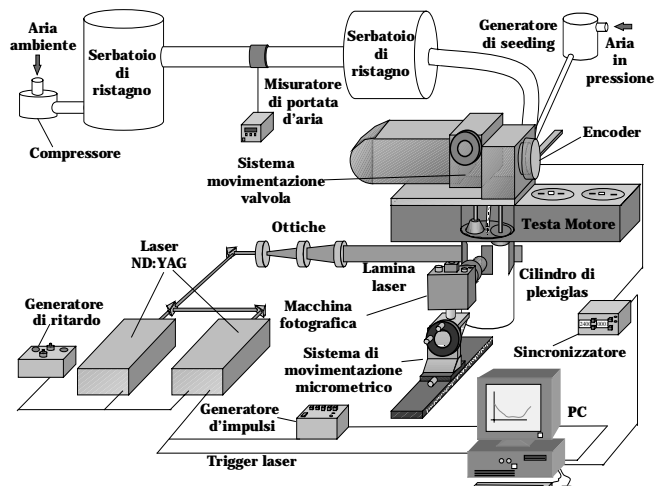 Aria
ambiente
Serbatoio
di
ristagno
Serbatoio
di
ristagno
Generatore
di seeding
Aria
in
pressione
Misuratore
di portata
d'aria
Compressore
Encoder
Sistema
movimentazione
valvola
Testa Motore
Ottiche
Laser
ND:YAG
Lamina
laser
Cilindro di
plexiglas
Generatore
di ritardo
Macchina
fotografica
Sincronizzatore
Sistema di
movimentazione
micrometrico
Generatore
d'impulsi
PC
Trigger laser